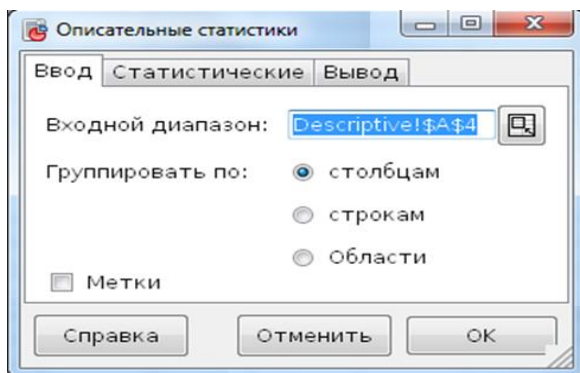 Описательные статистики
Ввод Статистические Вывод
Входной диапазон: Descriptive!$A$4
Группировать по: столбцам
строкам
Области
Метки
Справка Отменить OK